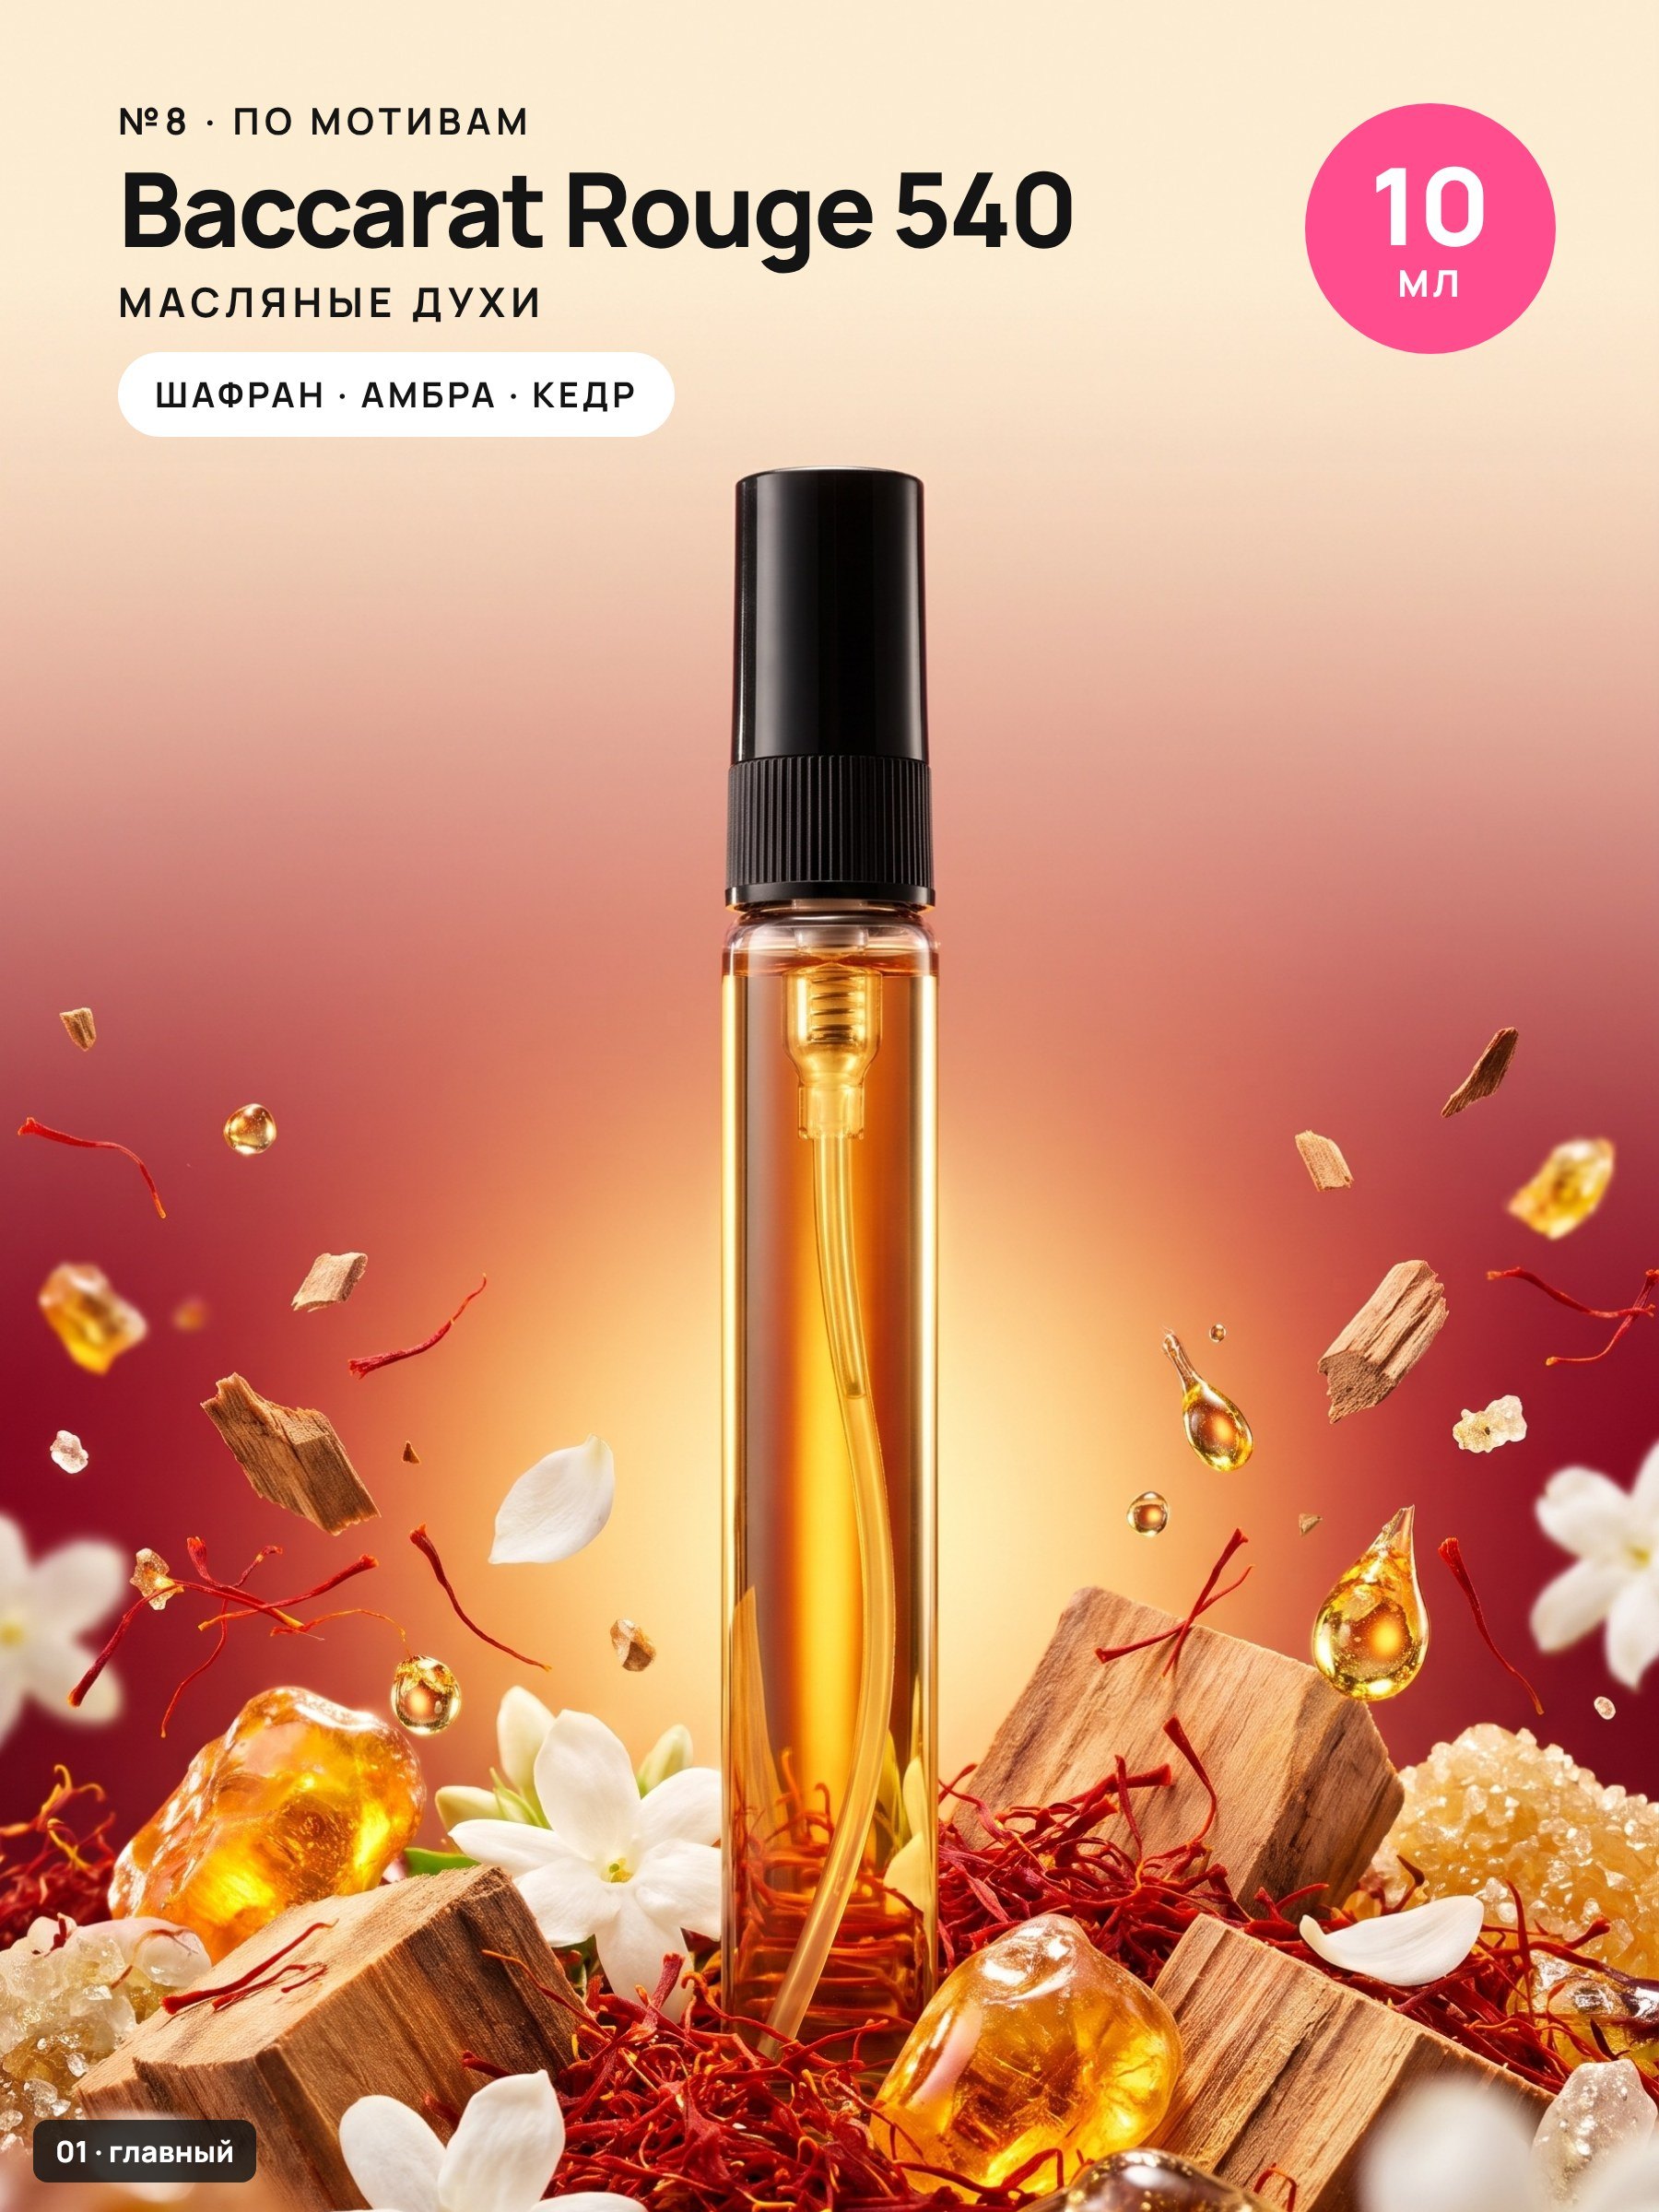 №8 · ПО МОТИВАМ
Baccarat Rouge 540
МАСЛЯНЫЕ ДУХИ
ШАФРАН · АМБРА · КЕДР
10
МЛ
01 · главный